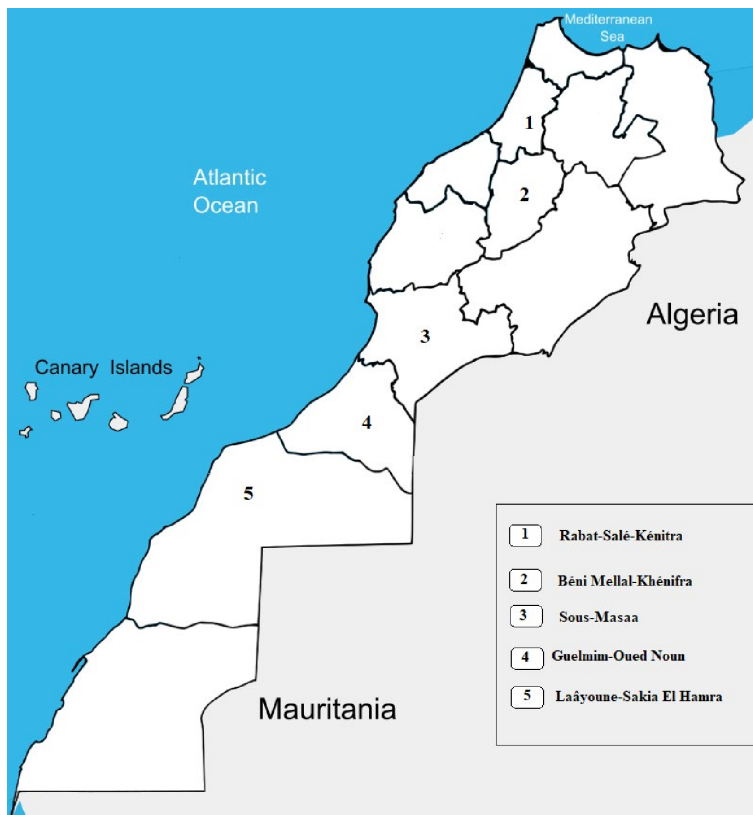 Mediterranean
Sea
1
2
Atlantic
Ocean
Algeria
3
Canary Islands
4
5
1 Rabat-Salé-Kénitra
2 Béni Mellal-Khénifra
3 Sous-Masaa
4 Guelmim-Oued Noun
5 Laâyoune-Sakia El Hamra
Mauritania